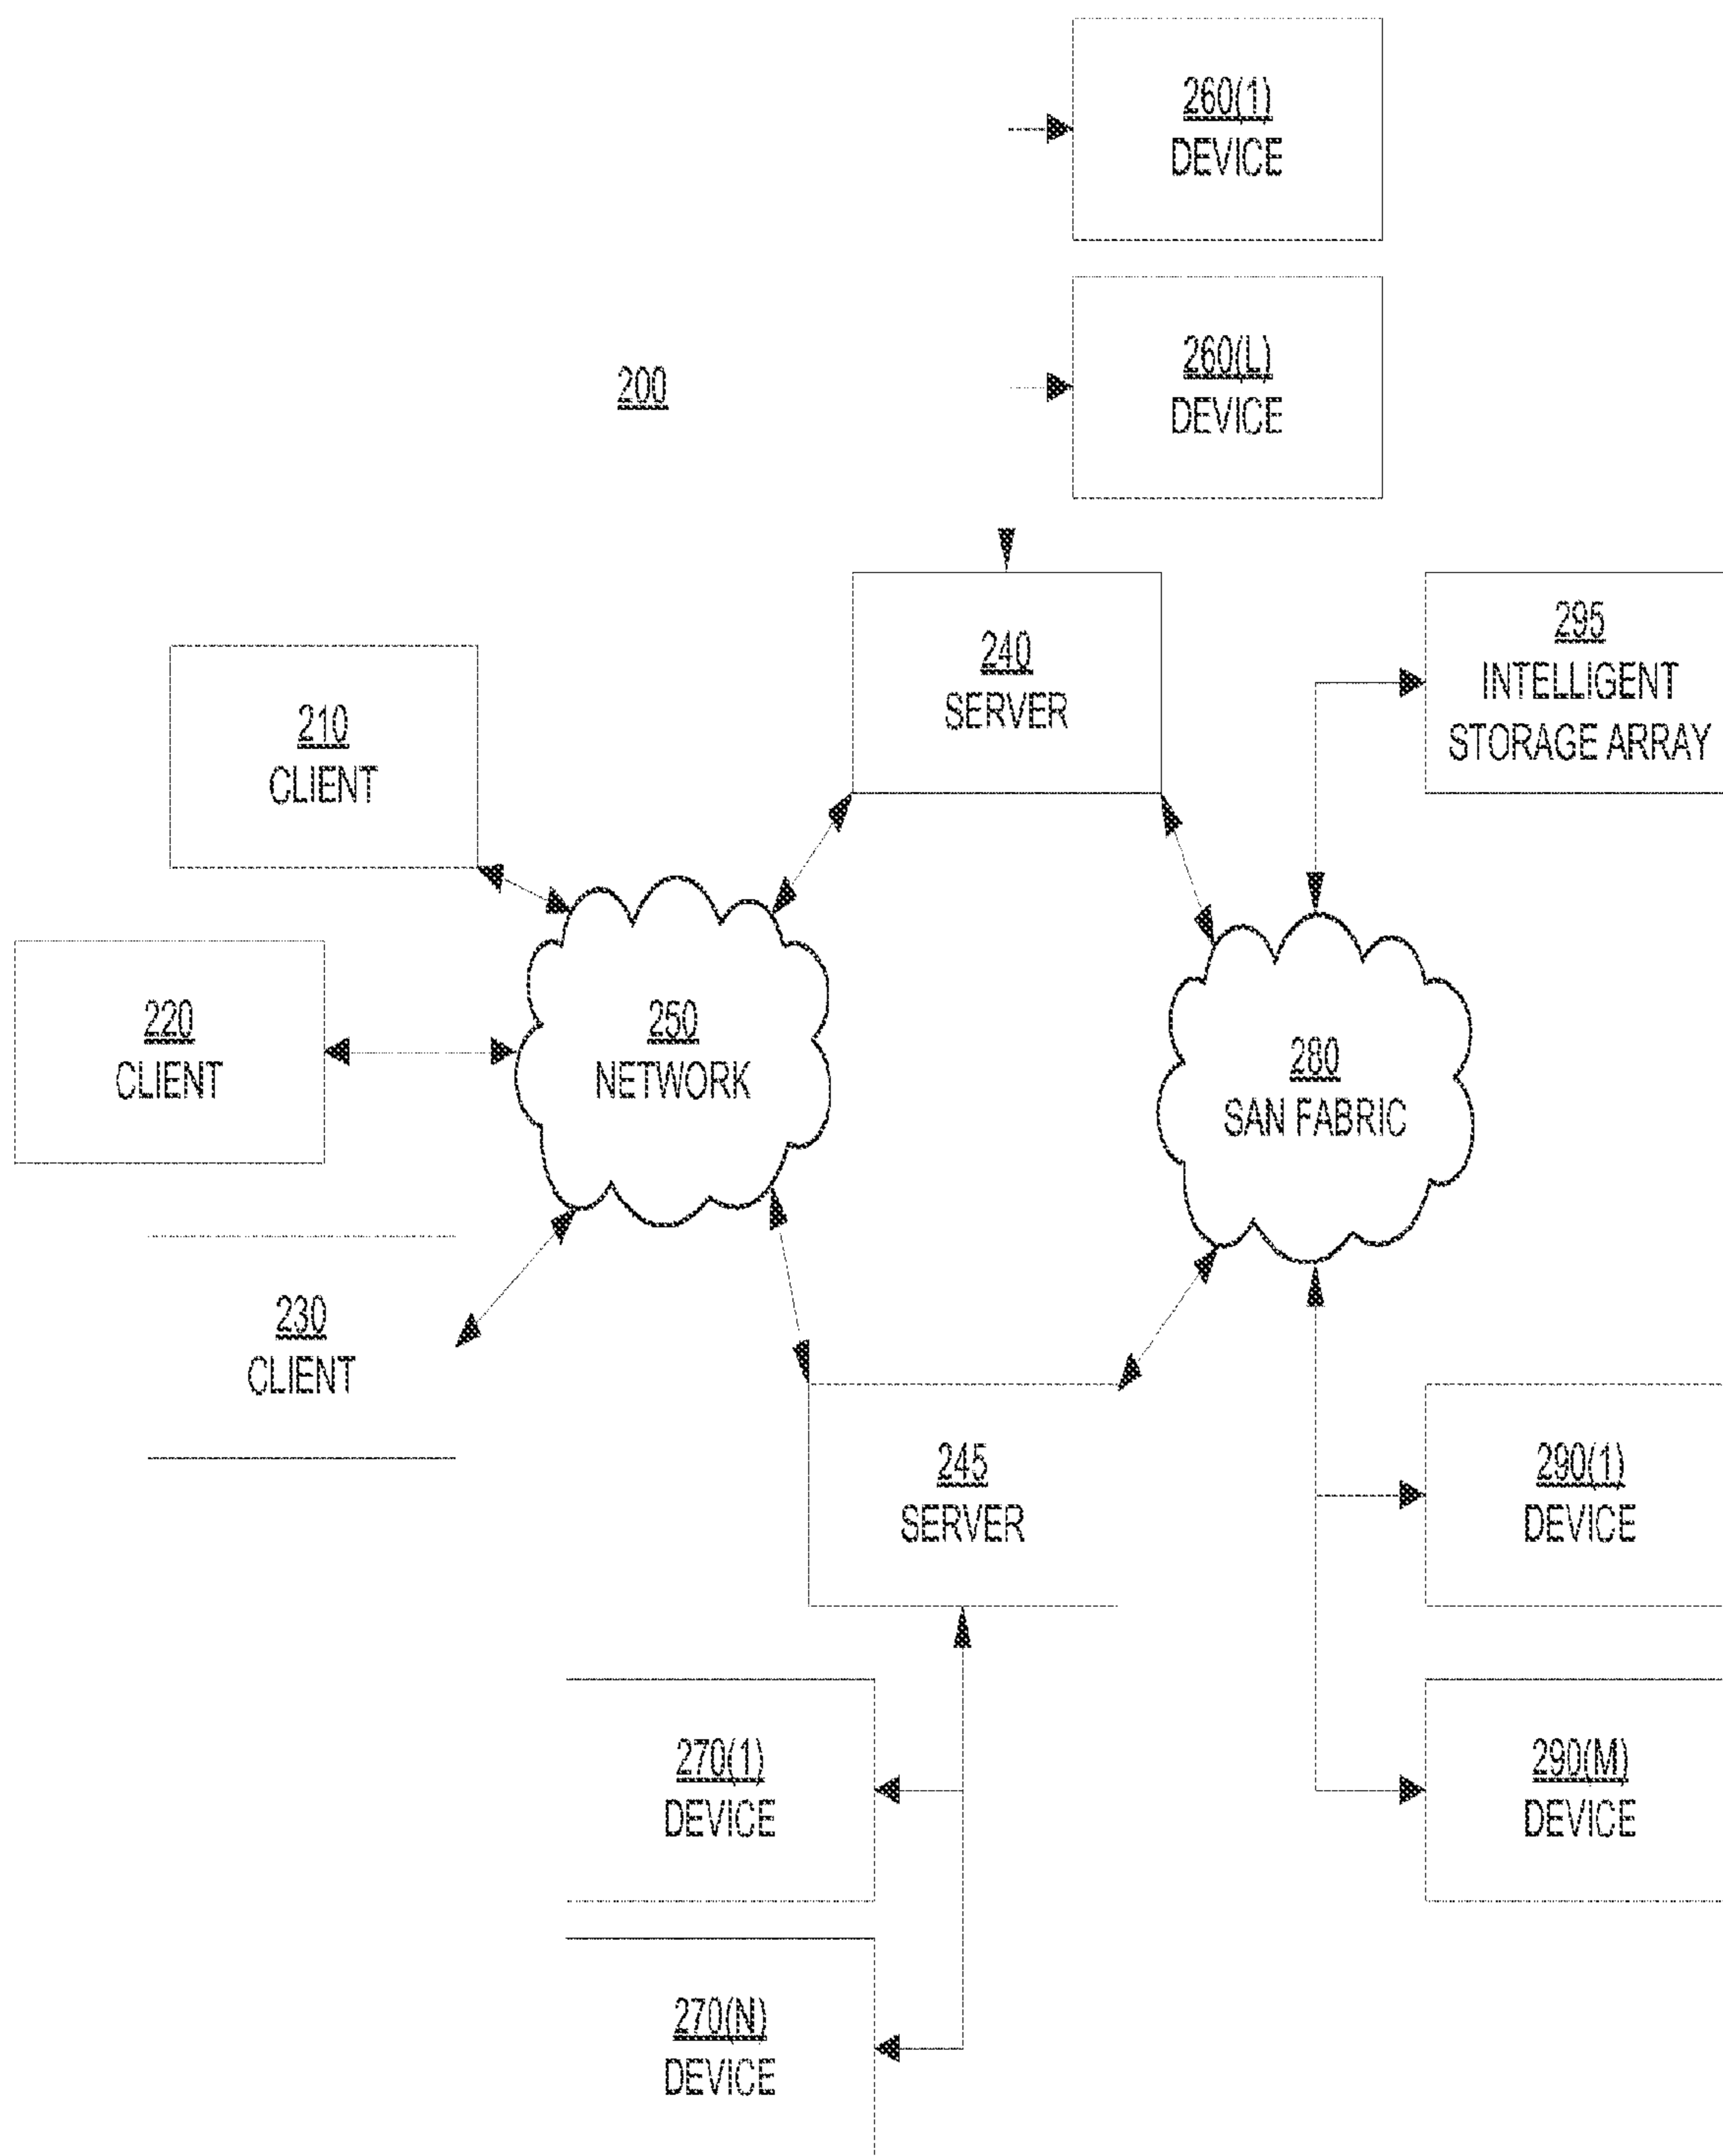 260(1)
DEVICE
260(L)
DEVICE
200
240
SERVER
295
INTELLIGENT
STORAGE ARRAY
210
CLIENT
220
CLIENT
250
NETWORK
280
SAN FABRIC
230
CLIENT
245
SERVER
290(1)
DEVICE
270(1)
DEVICE
290(M)
DEVICE
270(N)
DEVICE